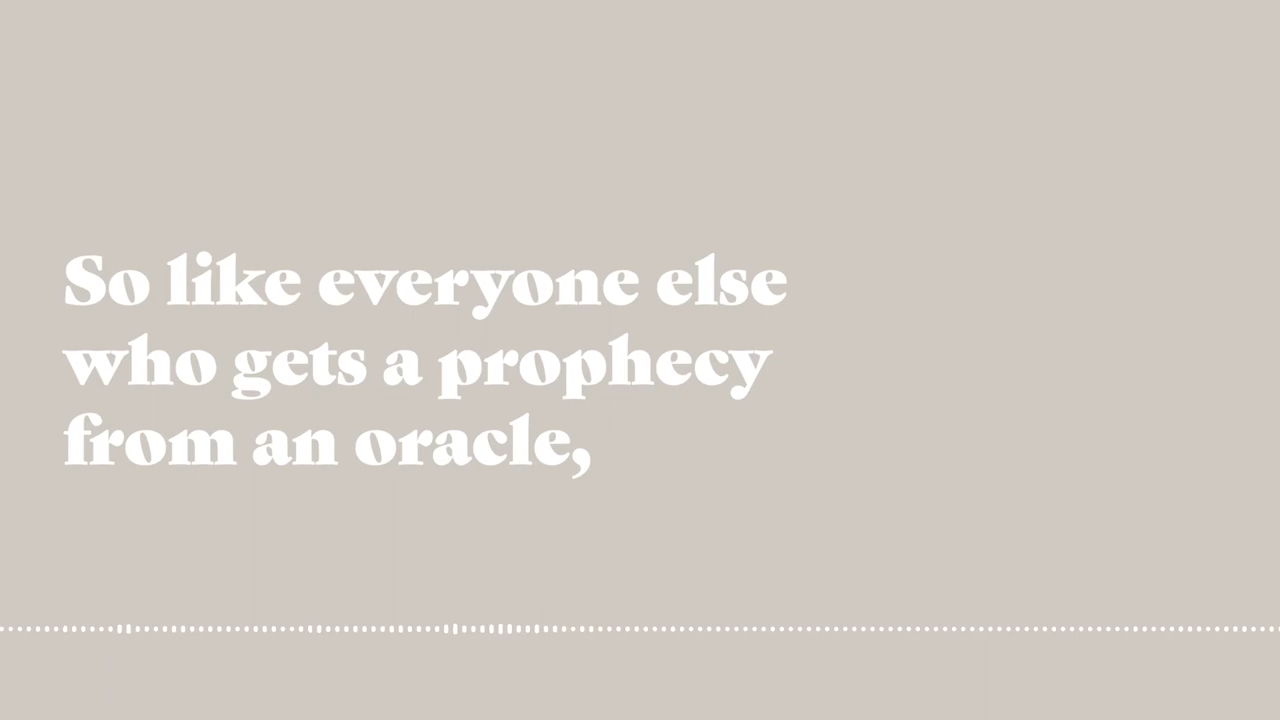 So like everyone else
who gets a prophecy
from an oracle,